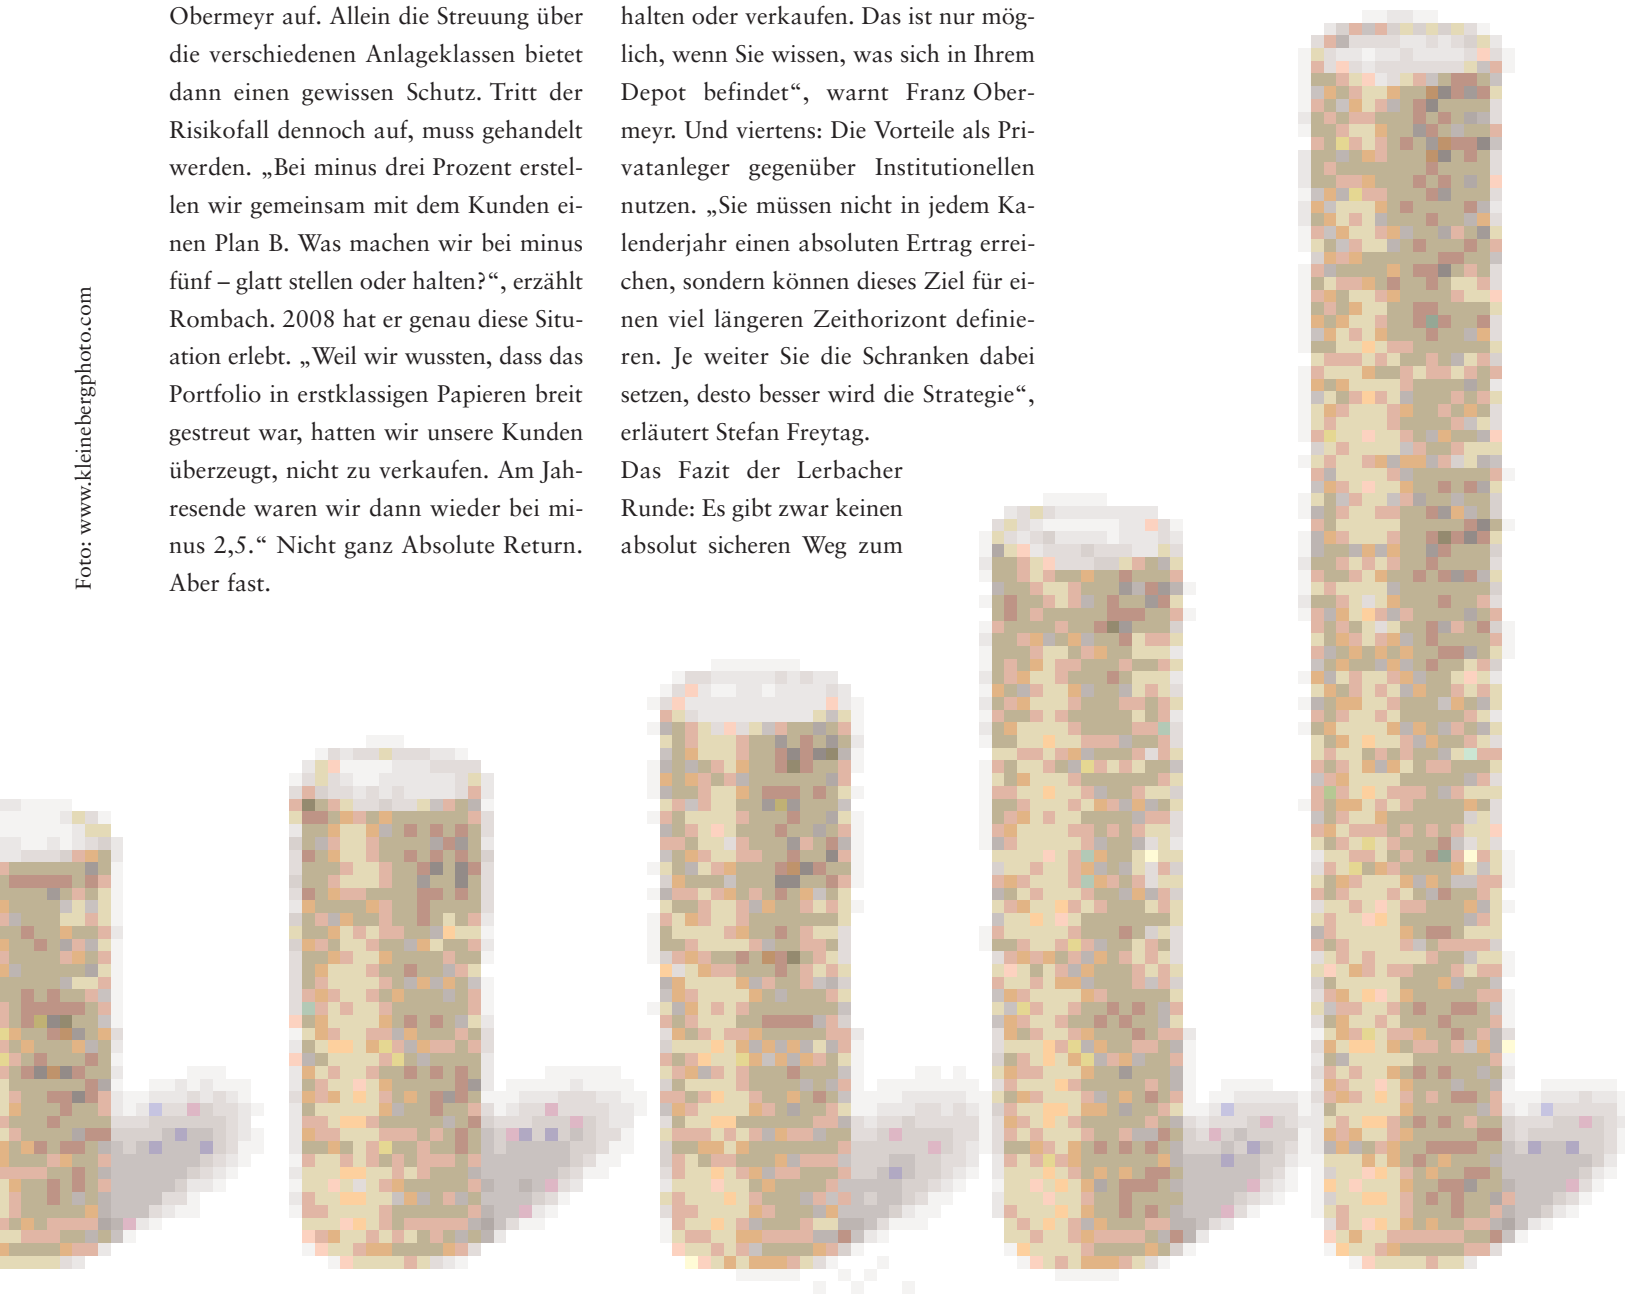 Obermeyr auf. Allein die Streuung über
die verschiedenen Anlageklassen bietet
dann einen gewissen Schutz. Tritt der
Risikofall dennoch auf, muss gehandelt
werden. „Bei minus drei Prozent erstel-
len wir gemeinsam mit dem Kunden ei-
nen Plan B. Was machen wir bei minus
fünf – glatt stellen oder halten?“, erzählt
Rombach. 2008 hat er genau diese Situ-
ation erlebt. „Weil wir wussten, dass das
Portfolio in erstklassigen Papieren breit
gestreut war, hatten wir unsere Kunden
überzeugt, nicht zu verkaufen. Am Jah-
resende waren wir dann wieder bei mi-
nus 2,5.“ Nicht ganz Absolute Return.
Aber fast.
halten oder verkaufen. Das ist nur mög-
lich, wenn Sie wissen, was sich in Ihrem
Depot befindet“, warnt Franz Ober-
meyr. Und viertens: Die Vorteile als Pri-
vatanleger gegenüber Institutionellen
nutzen. „Sie müssen nicht in jedem Ka-
lenderjahr einen absoluten Ertrag errei-
chen, sondern können dieses Ziel für ei-
nen viel längeren Zeithorizont definie-
ren. Je weiter Sie die Schranken dabei
setzen, desto besser wird die Strategie“,
erläutert Stefan Freytag.
Das Fazit der Lerbacher
Runde: Es gibt zwar keinen
absolut sicheren Weg zum
Foto: www.kleinebergphoto.com